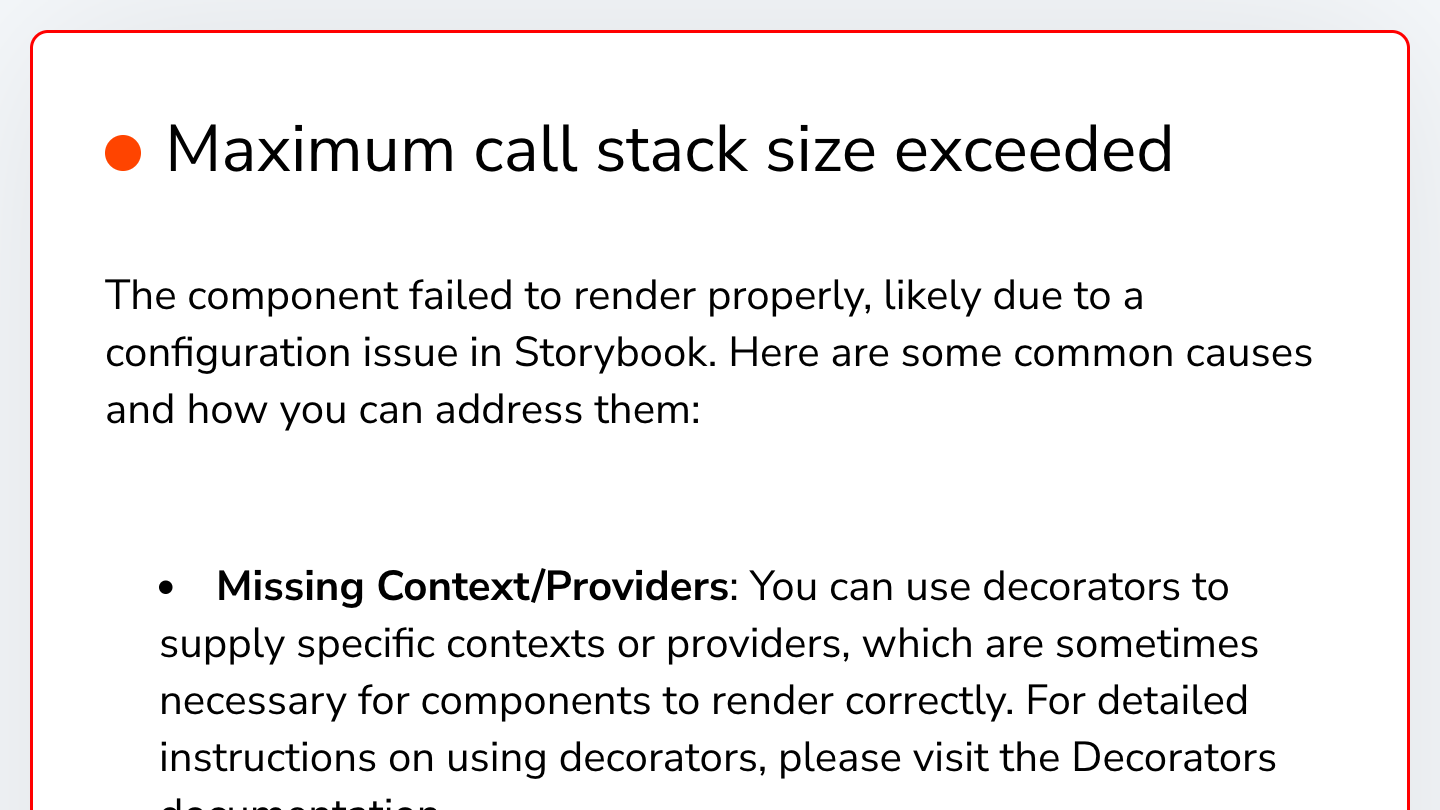 Maximum call stack size exceeded
The component failed to render properly, likely due to a
configuration issue in Storybook. Here are some common causes
and how you can address them:
• Missing Context/Providers: You can use decorators to
supply specific contexts or providers, which are sometimes
necessary for components to render correctly. For detailed
instructions on using decorators, please visit the Decorators
documentation.